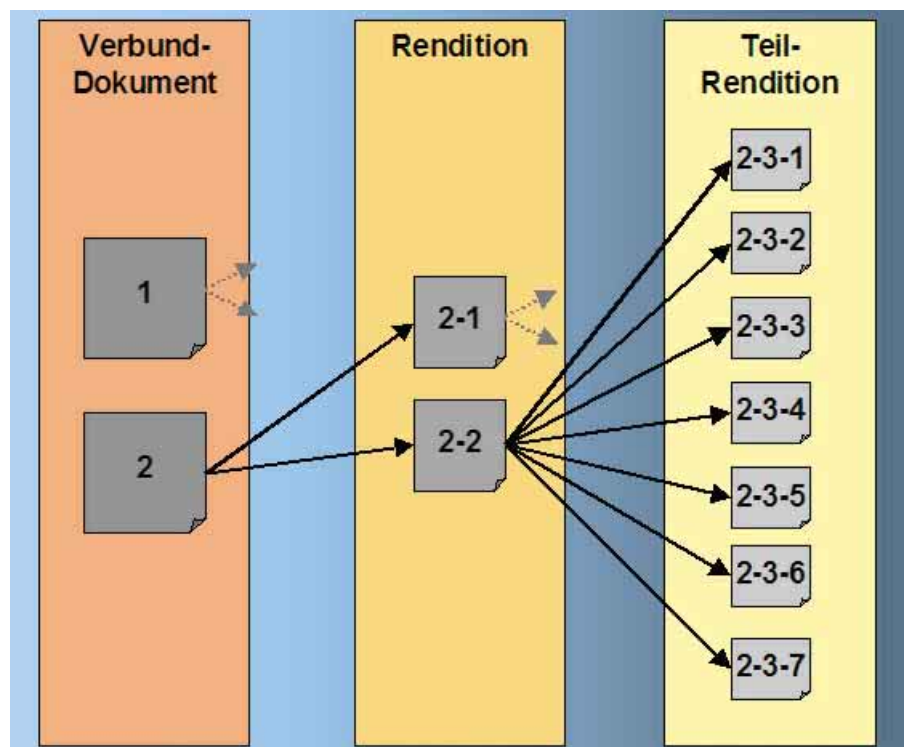 Verbund-
Dokument
1
2
Rendition
2-1
2-2
Teil-
Rendition
2-3-1
2-3-2
2-3-3
2-3-4
2-3-5
2-3-6
2-3-7